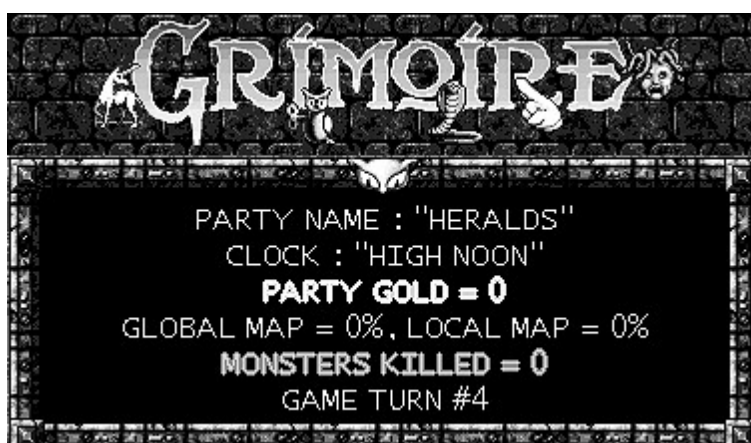 GRIMOIRE
PARTY NAME : "HERALDS"
CLOCK : "HIGH NOON"
PARTY GOLD = 0
GLOBAL MAP = 0%, LOCAL MAP = 0%
MONSTERS KILLED = 0
GAME TURN #4